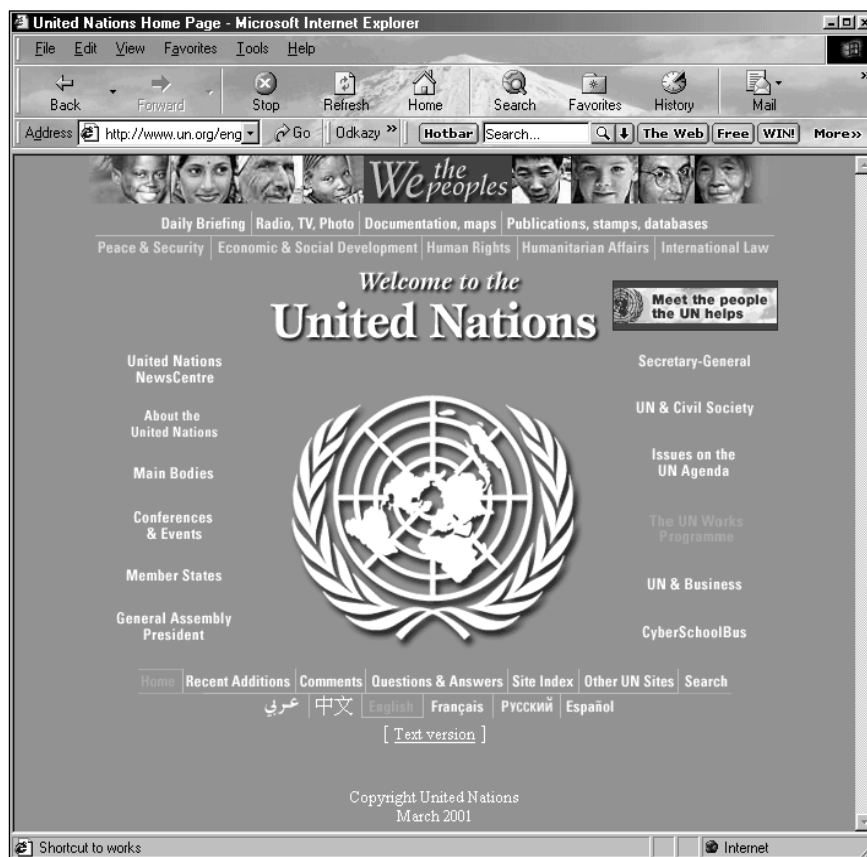 United Nations Home Page - Microsoft Internet Explorer
File Edit View Favorites Tools Help
Back Forward Stop Refresh Home Search Favorites History Mail »
Address http://www.un.org/eng Go Odkazy » Hotbar Search... The Web Free WIN! More»
We the peoples
Daily Briefing Radio, TV, Photo Documentation, maps Publications, stamps, databases
Peace & Security Economic & Social Development Human Rights Humanitarian Affairs International Law
Welcome to the
United Nations
Meet the people
the UN helps
United Nations
NewsCentre
About the
United Nations
Main Bodies
Conferences
& Events
Member States
General Assembly
President
Secretary-General
UN & Civil Society
Issues on the
UN Agenda
The UN Works
Programme
UN & Business
CyberSchoolBus
Home Recent Additions Comments Questions & Answers Site Index Other UN Sites Search
عربي 中文 English Français Русский Español
[ Text version ]
Copyright United Nations
March 2001
Shortcut to works Internet